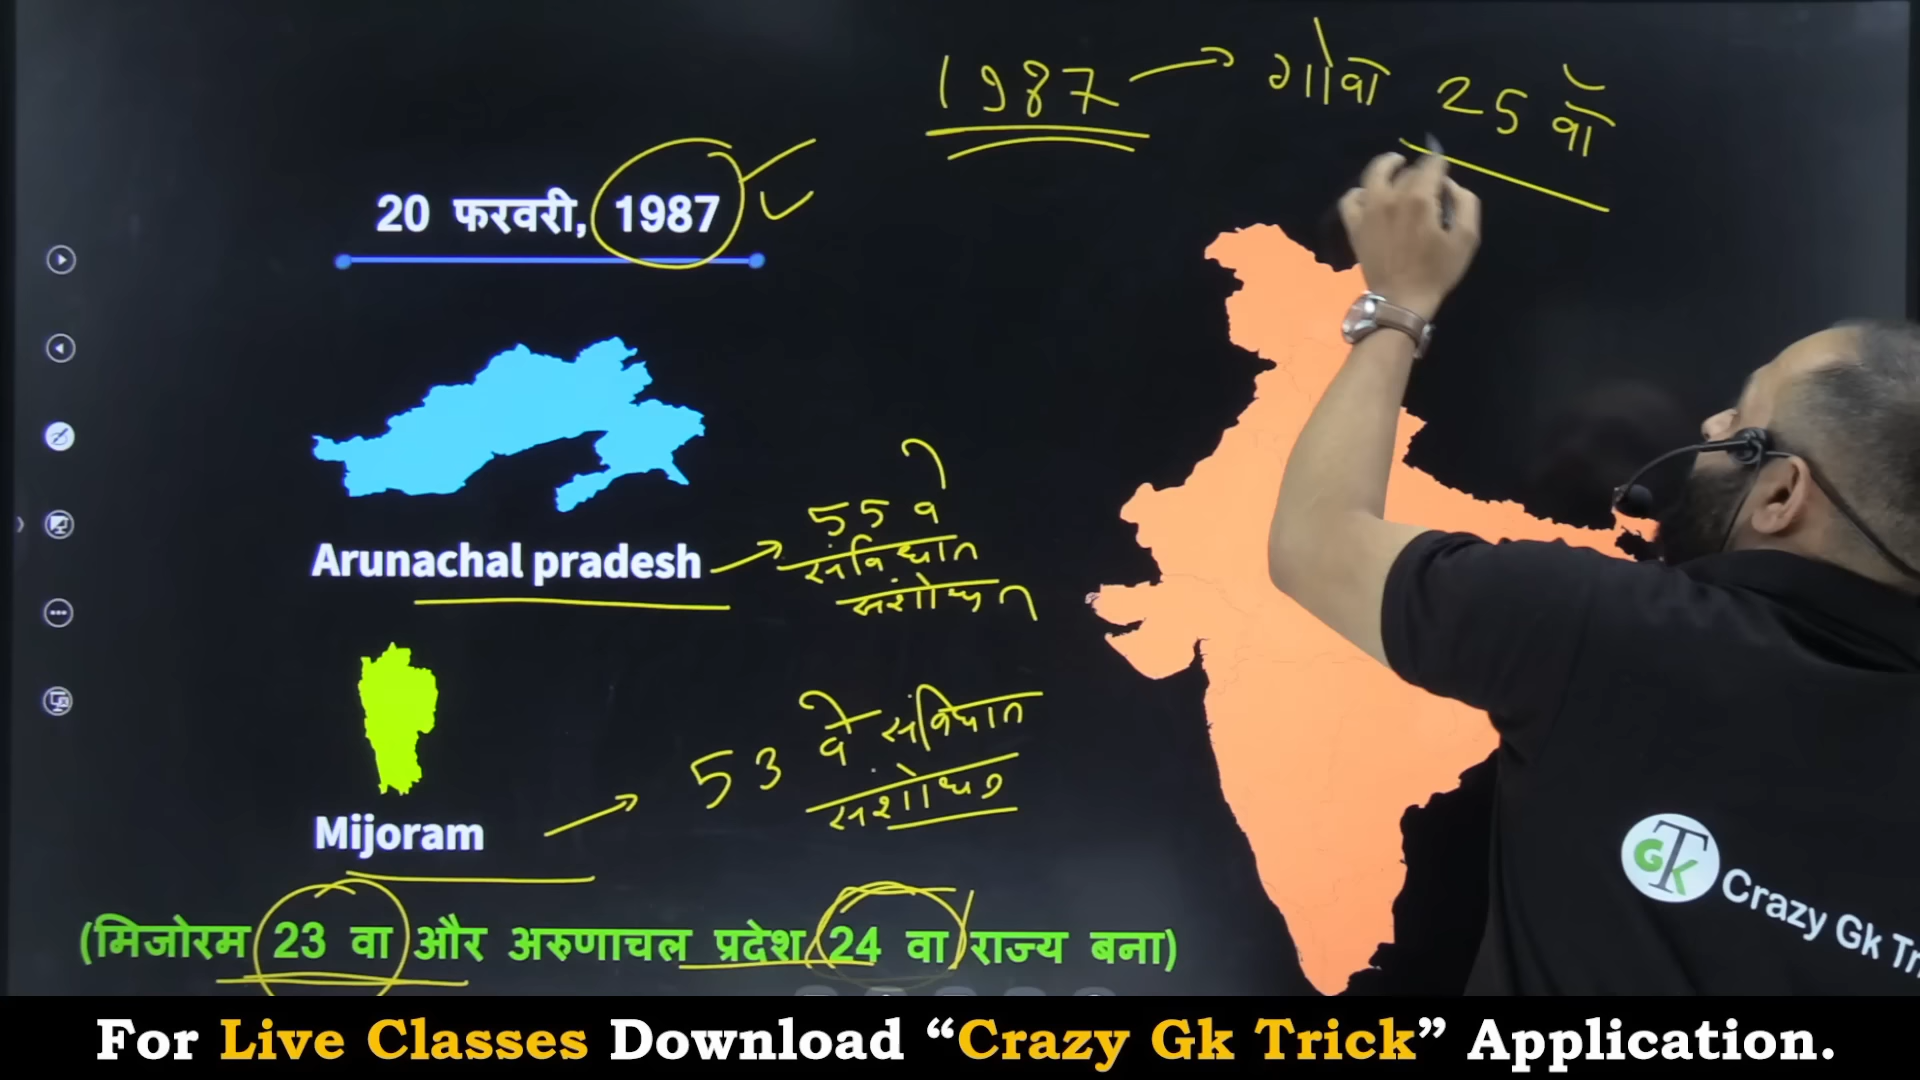 1987 → गोवा 25 वाँ
20 फरवरी, 1987
55 वे
संविधान
संशोधन
Arunachal pradesh →
53 वे संविधान
संशोधन
Mijoram →
(मिजोरम 23 वा और अरुणाचल प्रदेश 24 वा राज्य बना)
GTK Crazy Gk Tr
For Live Classes Download “Crazy Gk Trick” Application.